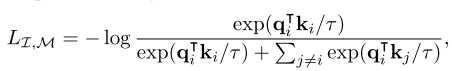 L_{\mathcal{I},\mathcal{M}} = -\log \frac{\exp(\mathbf{q}_i^\intercal \mathbf{k}_i/\tau)}{\exp(\mathbf{q}_i^\intercal \mathbf{k}_i/\tau) + \sum_{j \neq i} \exp(\mathbf{q}_i^\intercal \mathbf{k}_j/\tau)},